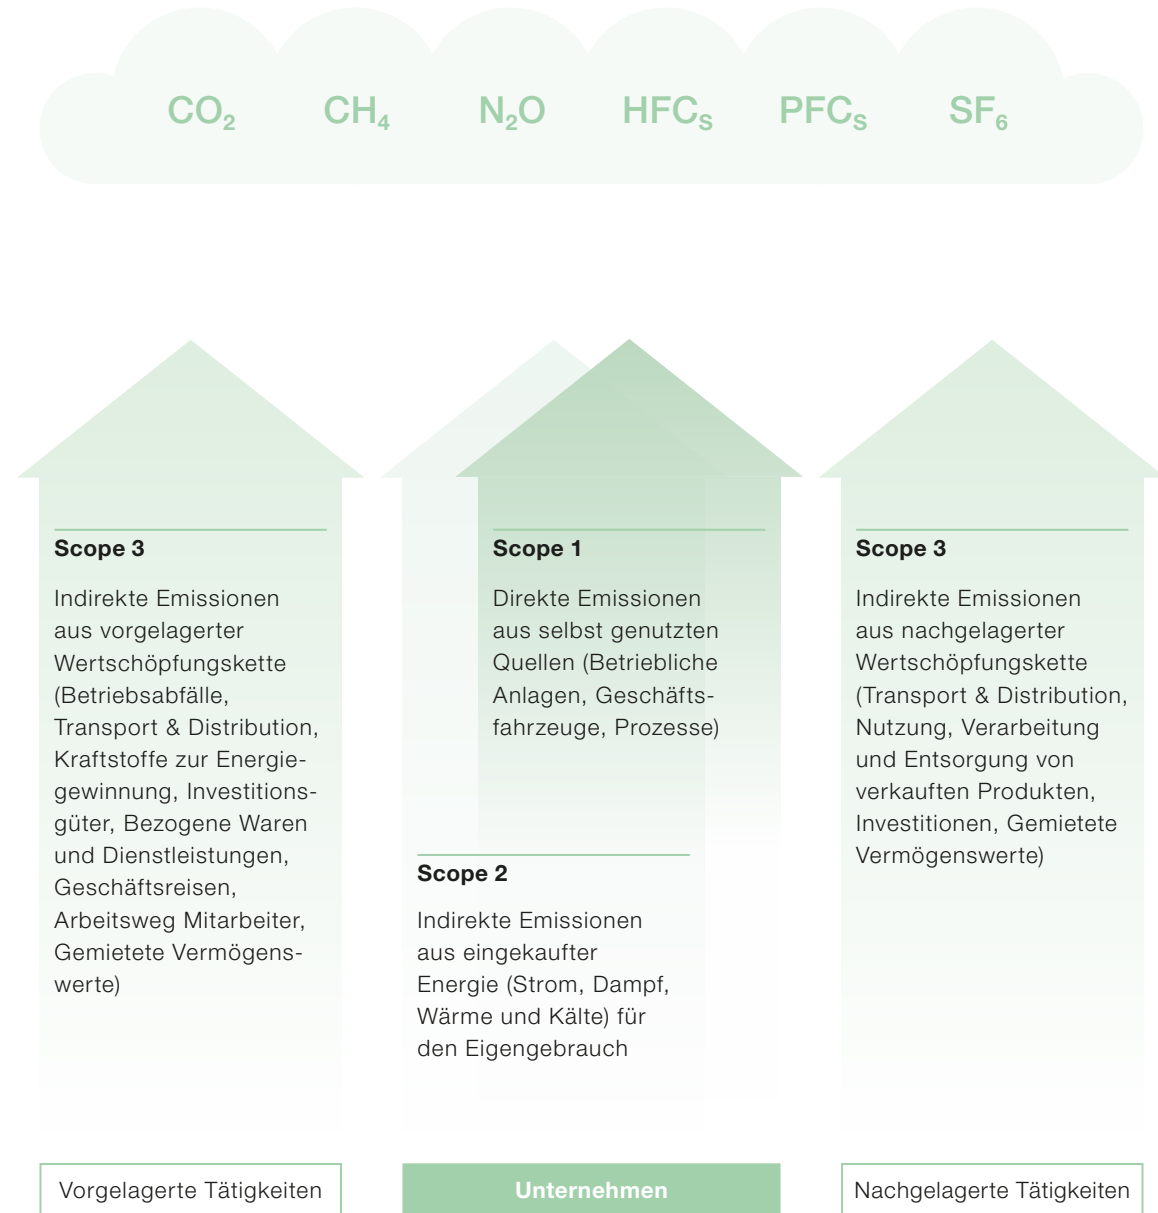 CO₂ CH₄ N₂O HFCₛ PFCₛ SF₆
Scope 3
Indirekte Emissionen
aus vorgelagerter
Wertschöpfungskette
(Betriebsabfälle,
Transport & Distribution,
Kraftstoffe zur Energie-
gewinnung, Investitions-
güter, Bezogene Waren
und Dienstleistungen,
Geschäftsreisen,
Arbeitsweg Mitarbeiter,
Gemietete Vermögens-
werte)
Scope 1
Direkte Emissionen
aus selbst genutzten
Quellen (Betriebliche
Anlagen, Geschäfts-
fahrzeuge, Prozesse)
Scope 2
Indirekte Emissionen
aus eingekaufter
Energie (Strom, Dampf,
Wärme und Kälte) für
den Eigengebrauch
Scope 3
Indirekte Emissionen
aus nachgelagerter
Wertschöpfungskette
(Transport & Distribution,
Nutzung, Verarbeitung
und Entsorgung von
verkauften Produkten,
Investitionen, Gemietete
Vermögenswerte)
Vorgelagerte Tätigkeiten
Unternehmen
Nachgelagerte Tätigkeiten